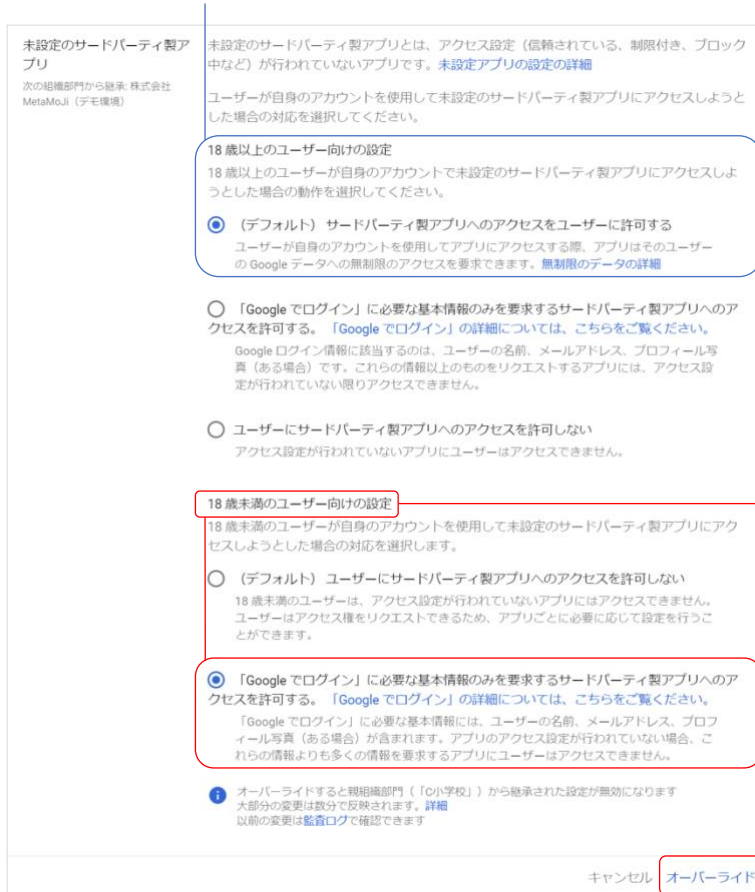 未設定のサードパーティ製ア
プリ
次の組織部門から継承: 株式会社
MetaMoJi（デモ環境）
未設定のサードパーティ製アプリとは、アクセス設定（信頼されている、制限付き、ブロック
中など）が行われていないアプリです。未設定アプリの設定の詳細
ユーザーが自身のアカウントを使用して未設定のサードパーティ製アプリにアクセスしようと
した場合の対応を選択してください。
18 歳以上のユーザー向けの設定
18 歳以上のユーザーが自身のアカウントで未設定のサードパーティ製アプリにアクセスしよ
うとした場合の動作を選択してください。
（デフォルト） サードパーティ製アプリへのアクセスをユーザーに許可する
ユーザーが自身のアカウントを使用してアプリにアクセスする際、アプリはそのユーザー
の Google データへの無制限のアクセスを要求できます。無制限のデータの詳細
「Google でログイン」に必要な基本情報のみを要求するサードパーティ製アプリへのア
クセスを許可する。 「Google でログイン」の詳細については、こちらをご覧ください。
Google ログイン情報に該当するのは、ユーザーの名前、メールアドレス、プロフィール写
真（ある場合）です。これらの情報以上のものをリクエストするアプリには、アクセス設
定が行われていない限りアクセスできません。
ユーザーにサードパーティ製アプリへのアクセスを許可しない
アクセス設定が行われていないアプリにユーザーはアクセスできません。
18 歳未満のユーザー向けの設定
18 歳未満のユーザーが自身のアカウントを使用して未設定のサードパーティ製アプリにアク
セスしようとした場合の対応を選択します。
（デフォルト） ユーザーにサードパーティ製アプリへのアクセスを許可しない
18 歳未満のユーザーは、アクセス設定が行われていないアプリにはアクセスできません。
ユーザーはアクセス権をリクエストできるため、アプリごとに必要に応じて設定を行うこ
とができます。
「Google でログイン」に必要な基本情報のみを要求するサードパーティ製アプリへのア
クセスを許可する。 「Google でログイン」の詳細については、こちらをご覧ください。
「Google でログイン」に必要な基本情報には、ユーザーの名前、メールアドレス、プロフ
ィール写真（ある場合）が含まれます。アプリのアクセス設定が行われていない場合、こ
れらの情報よりも多くの情報を要求するアプリにユーザーはアクセスできません。
オーバーライドすると親組織部門（「C小学校」）から継承された設定が無効になります
大部分の変更は数分で反映されます。詳細
以前の変更は監査ログで確認できます
キャンセル オーバーライド